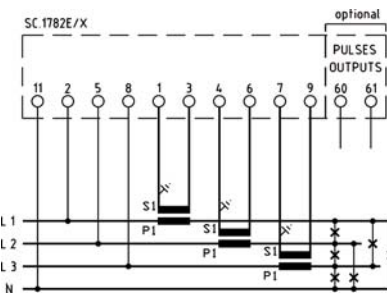 optional
SC.1782E/X
PULSES
OUTPUTS
11 2 5 8 1 3 4 6 7 9 60 61
S1
L 1
P1 S1
L 2
P1 S1
L 3
P1
N